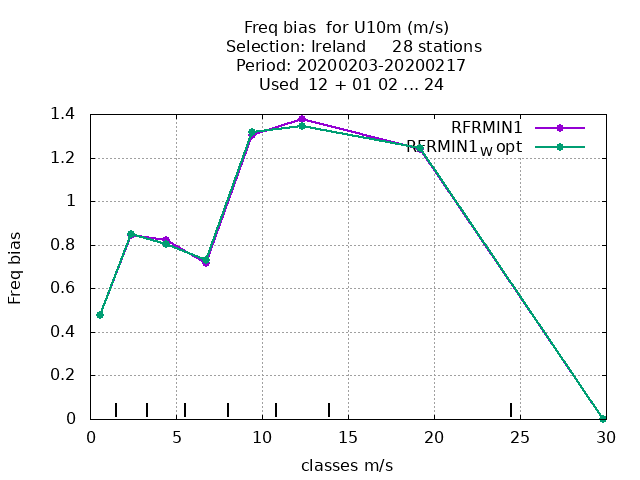 Freq bias  for U10m (m/s)
Selection: Ireland     28 stations
Period: 20200203-20200217
Used  12 + 01 02 ... 24
1.4
1.2
1
0.8
0.6
0.4
0.2
0
Freq bias
RFRMIN1
RFRMIN1W opt
0 5 10 15 20 25 30
classes m/s